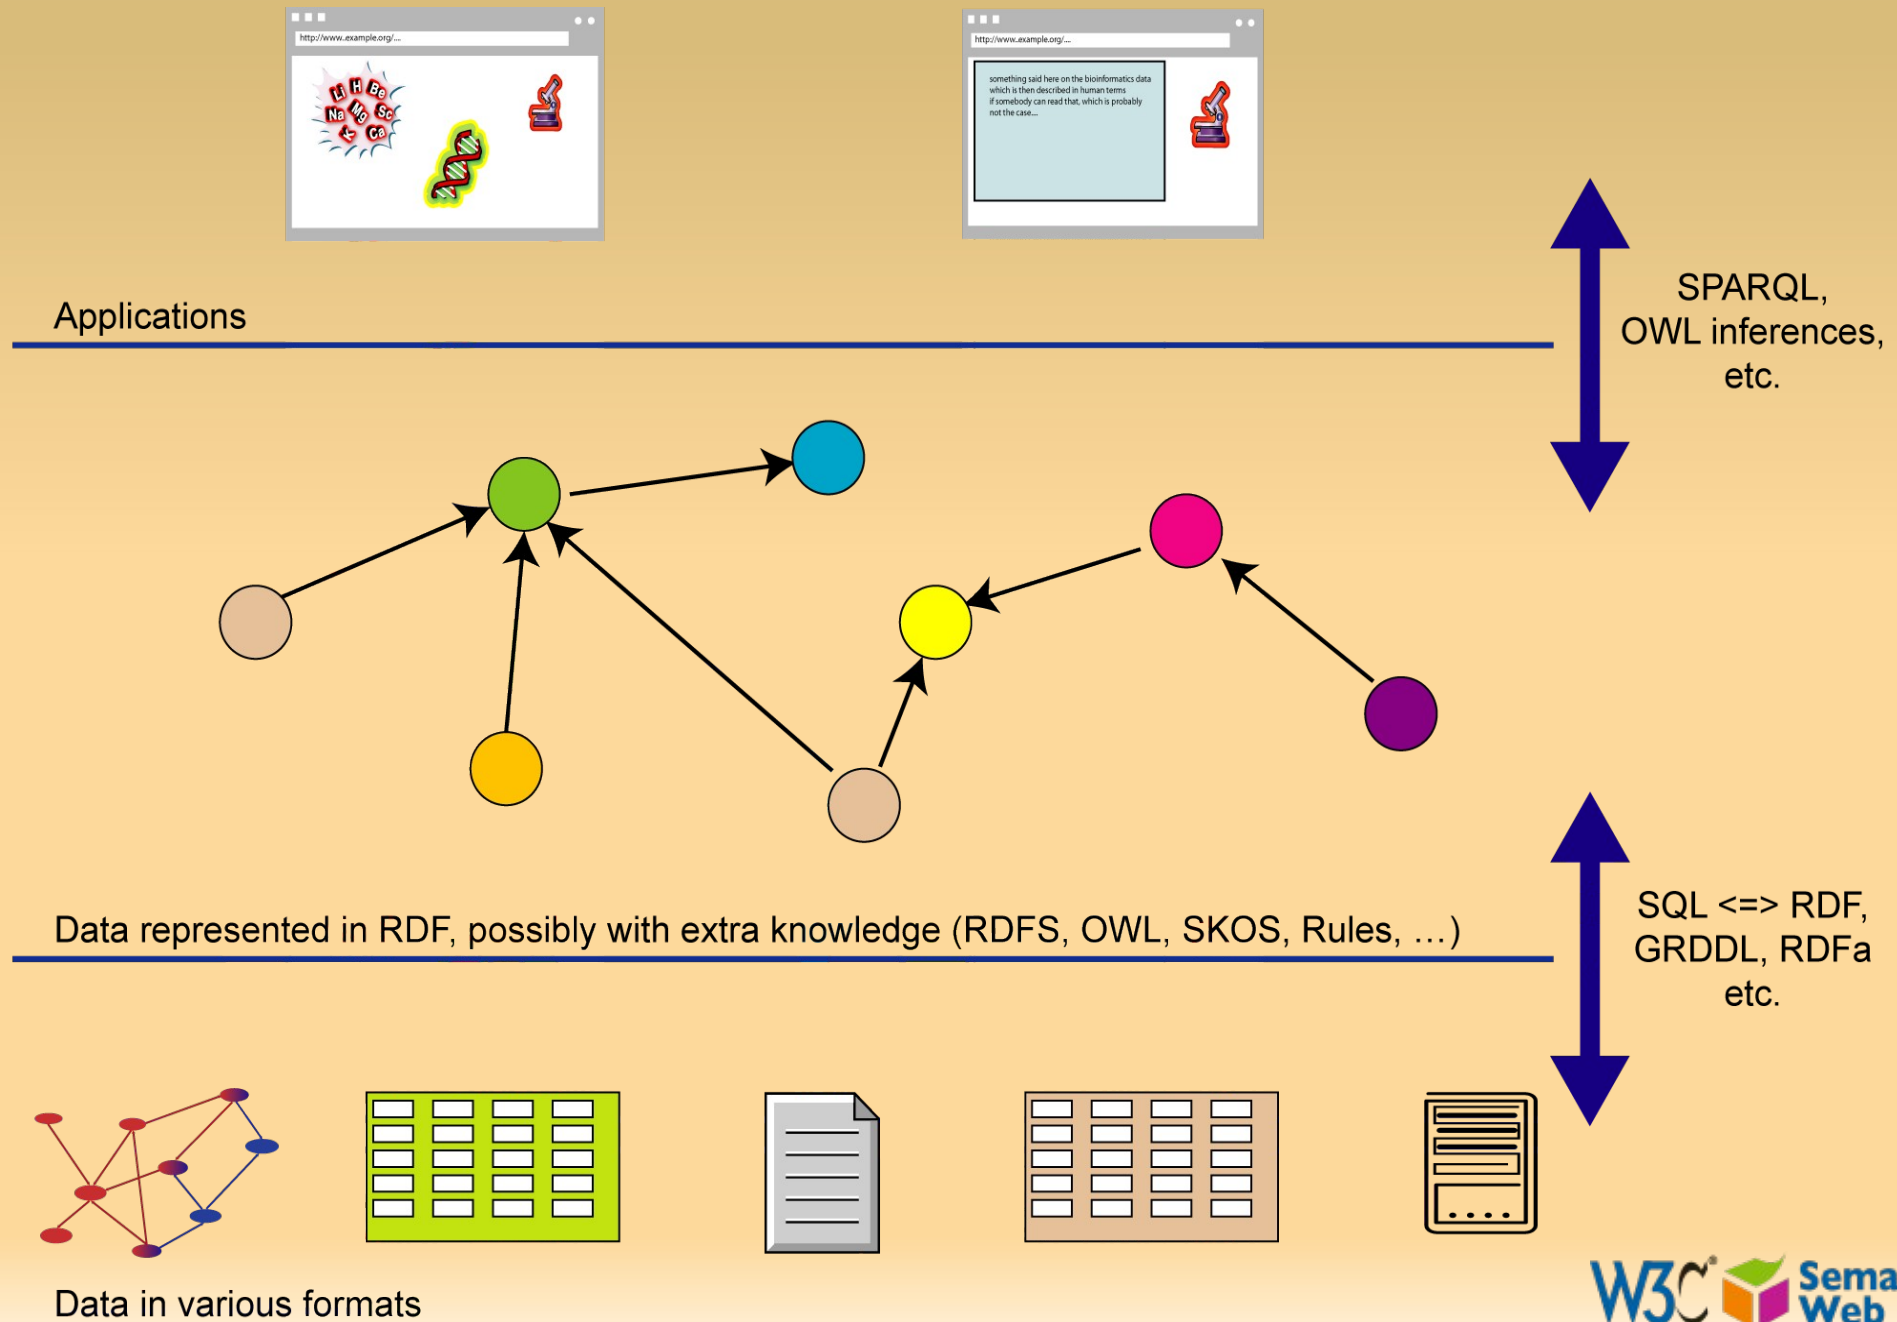 http://www..example.org/....
Li H Be
Na Mg Sc
K Ca
http://www..example.org/....
something said here on the bioinformatics data
which is then described in human terms
if somebody can read that, which is probably
not the case....
Applications
SPARQL,
OWL inferences,
etc.
Data represented in RDF, possibly with extra knowledge (RDFS, OWL, SKOS, Rules, …)
SQL <=> RDF,
GRDDL, RDFa
etc.
Data in various formats
W3C
Sema
Web